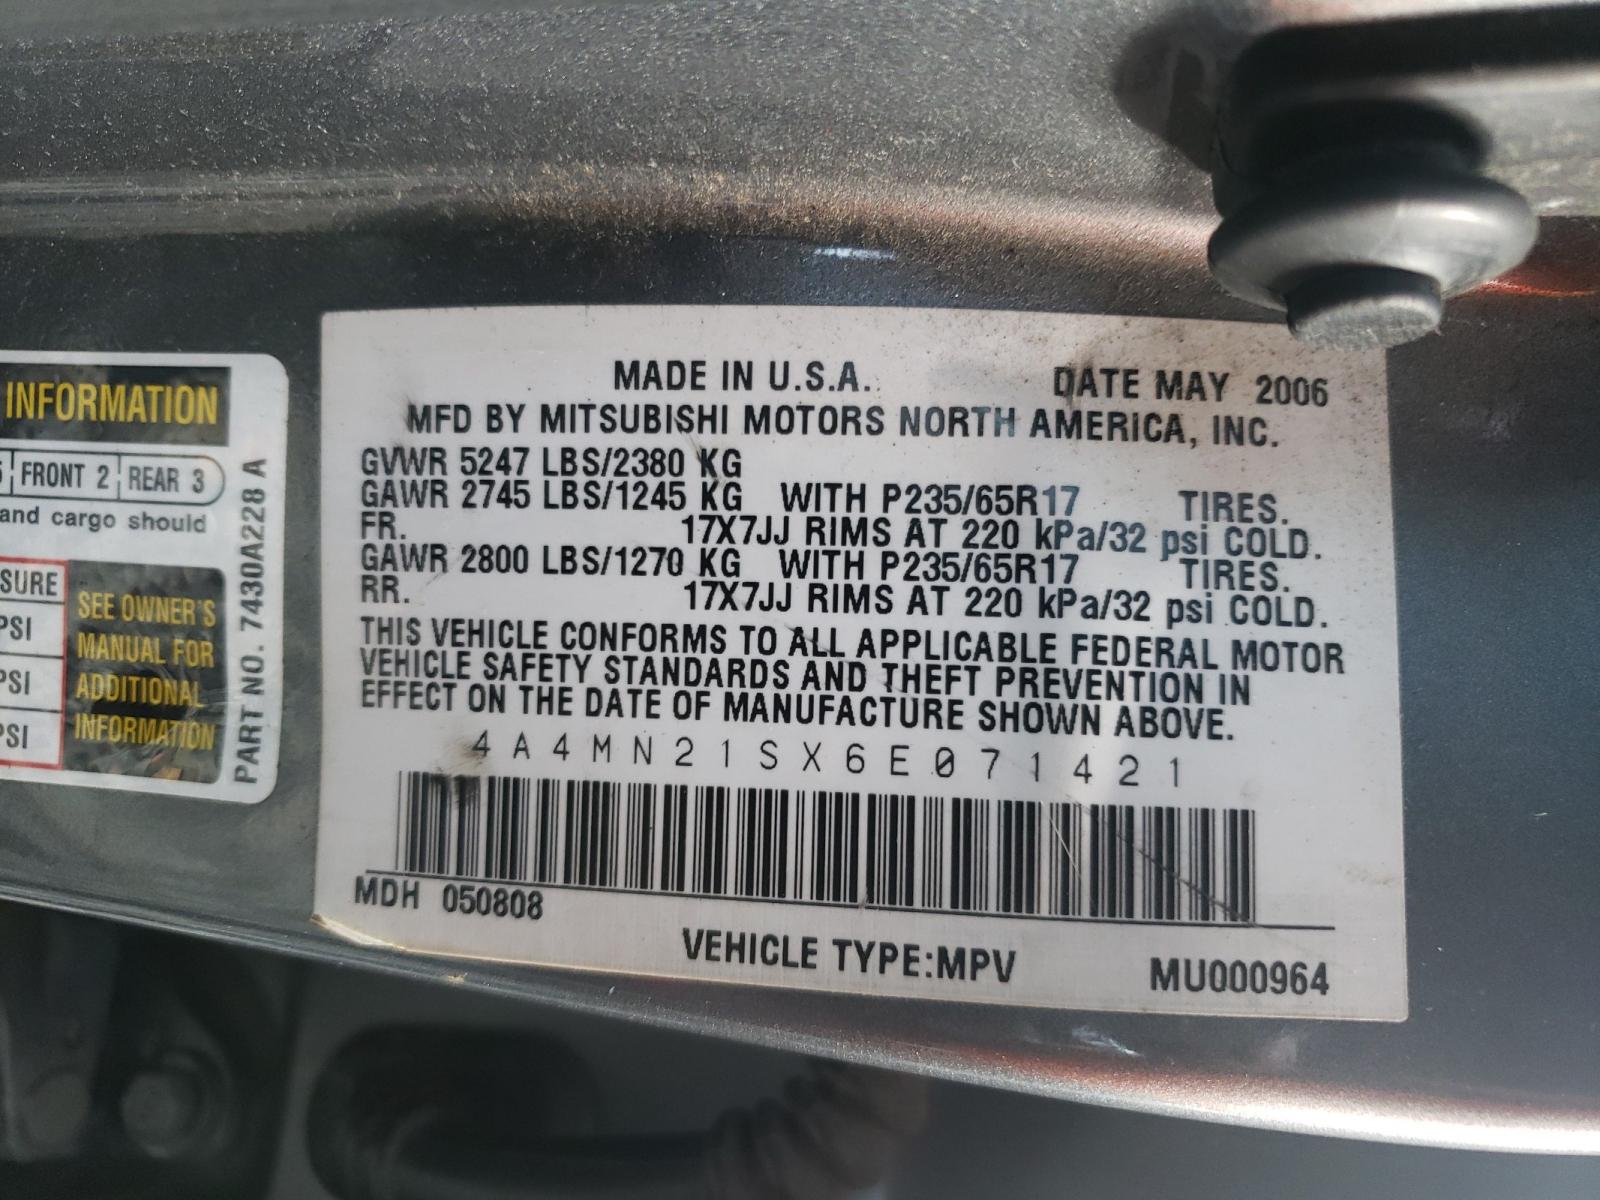 INFORMATION
FRONT 2 REAR 3
and cargo should
SURE
PSI
PSI
PSI
SEE OWNER'S
MANUAL FOR
ADDITIONAL
INFORMATION
PART NO. 7430A228 A
MADE IN U.S.A. DATE MAY 2006
MFD BY MITSUBISHI MOTORS NORTH AMERICA, INC.
GVWR 5247 LBS/2380 KG
GAWR 2745 LBS/1245 KG WITH P235/65R17 TIRES.
FR. 17X7JJ RIMS AT 220 kPa/32 psi COLD.
GAWR 2800 LBS/1270 KG WITH P235/65R17 TIRES.
RR. 17X7JJ RIMS AT 220 kPa/32 psi COLD.
THIS VEHICLE CONFORMS TO ALL APPLICABLE FEDERAL MOTOR
VEHICLE SAFETY STANDARDS AND THEFT PREVENTION IN
EFFECT ON THE DATE OF MANUFACTURE SHOWN ABOVE.
4A4MN21SX6E071421
MDH 050808
VEHICLE TYPE:MPV MU000964